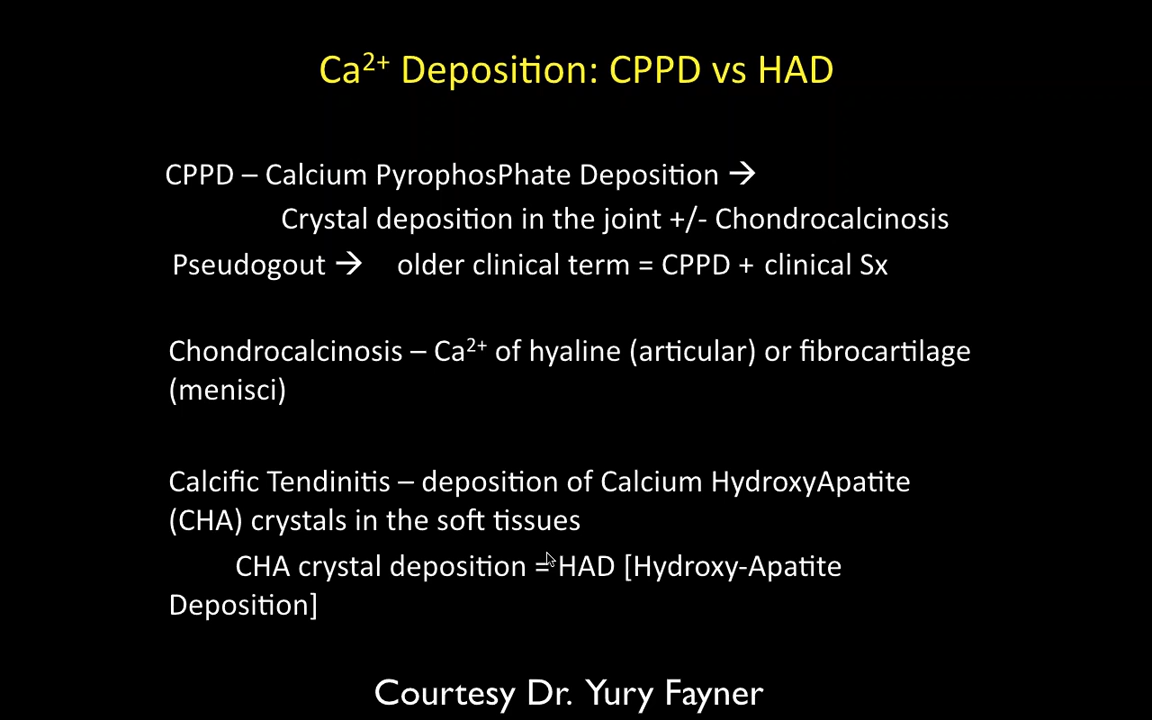 Ca²⁺ Deposition: CPPD vs HAD
CPPD – Calcium PyrophosPhate Deposition →
Crystal deposition in the joint +/- Chondrocalcinosis
Pseudogout → older clinical term = CPPD + clinical Sx
Chondrocalcinosis – Ca²⁺ of hyaline (articular) or fibrocartilage
(menisci)
Calcific Tendinitis – deposition of Calcium HydroxyApatite
(CHA) crystals in the soft tissues
CHA crystal deposition = HAD [Hydroxy-Apatite
Deposition]
Courtesy Dr. Yury Fayner